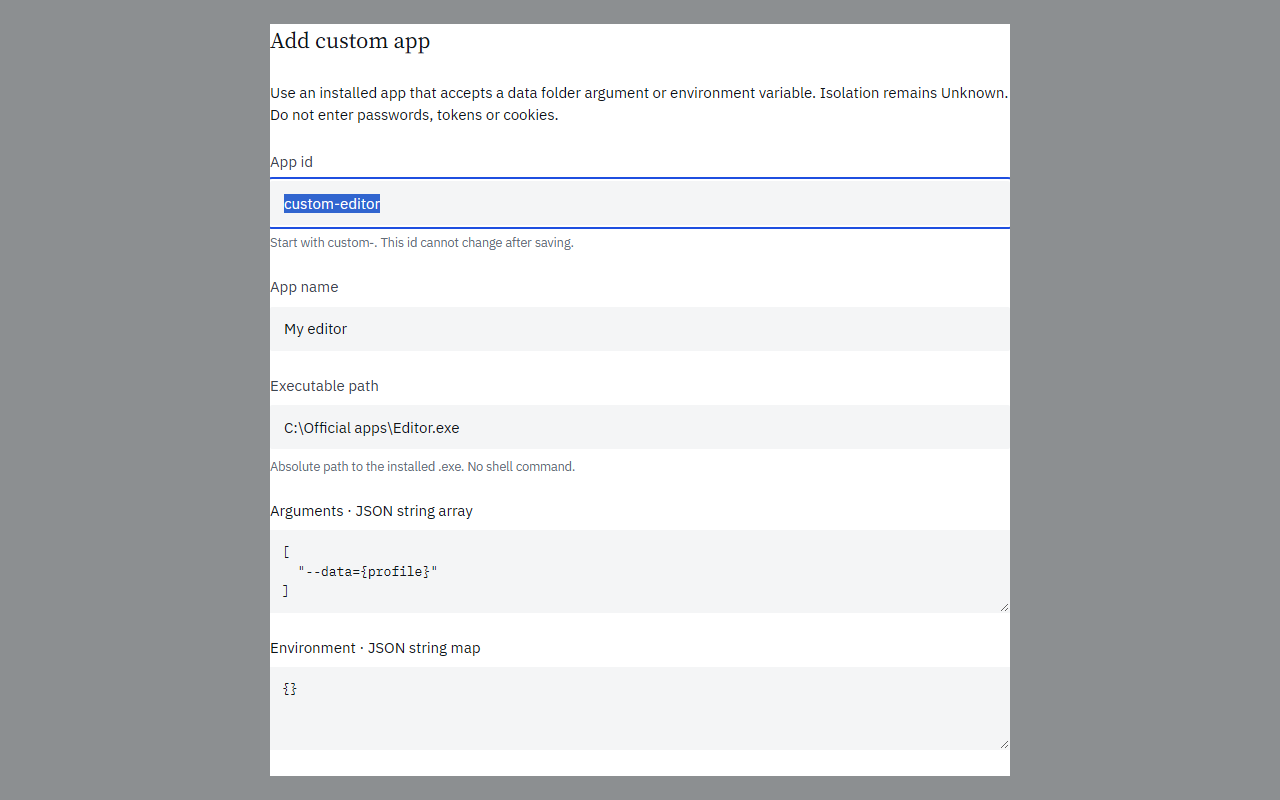 Add custom app
Use an installed app that accepts a data folder argument or environment variable. Isolation remains Unknown.
Do not enter passwords, tokens or cookies.
App id
custom-editor
Start with custom-. This id cannot change after saving.
App name
My editor
Executable path
C:\Official apps\Editor.exe
Absolute path to the installed .exe. No shell command.
Arguments · JSON string array
[
  "--data={profile}"
]
Environment · JSON string map
{}